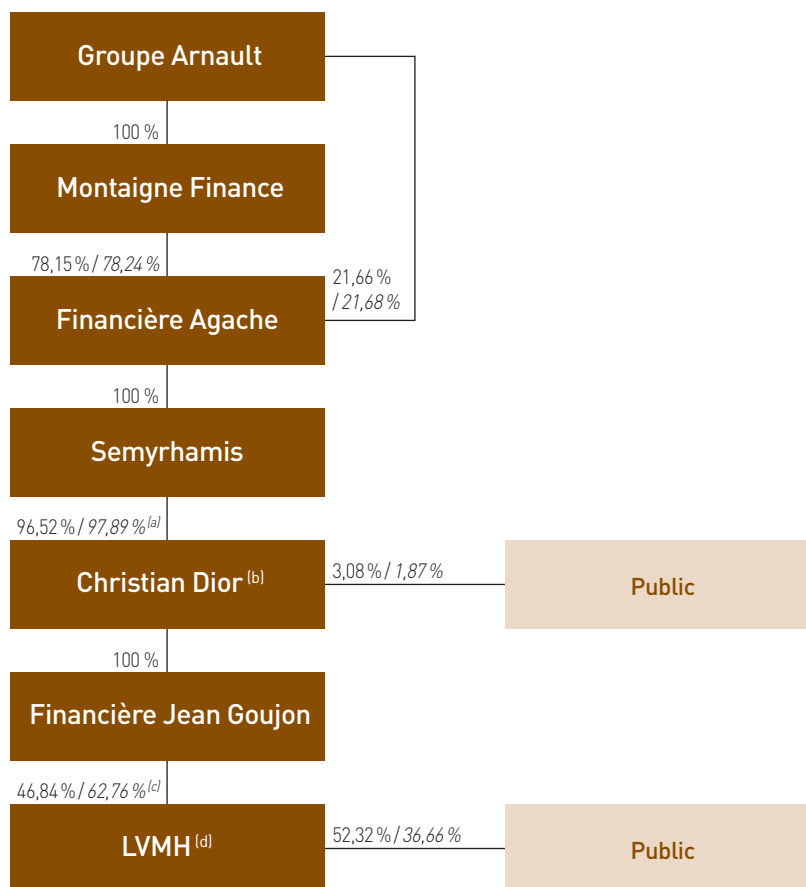 Groupe Arnault
100 %
Montaigne Finance
78,15 % / 78,24 %
21,66 %
/ 21,68 %
Financière Agache
100 %
Semyrhamis
96,52 % / 97,89 % (a)
Christian Dior (b)
3,08 % / 1,87 %
Public
100 %
Financière Jean Goujon
46,84 % / 62,76 % (c)
LVMH (d)
52,32 % / 36,66 %
Public